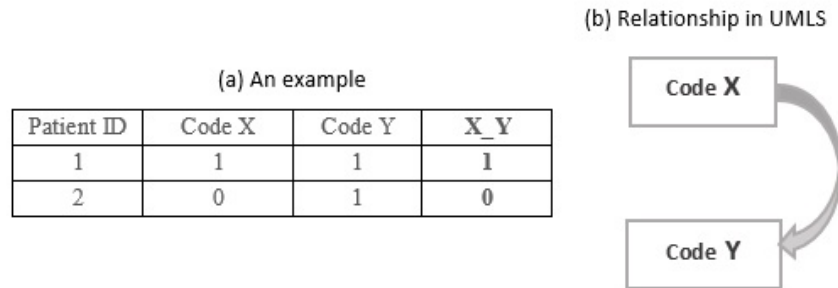 (b) Relationship in UMLS
Code X
Code Y
(a) An example
Patient ID Code X Code Y X_Y
1 1 1 1
2 0 1 0